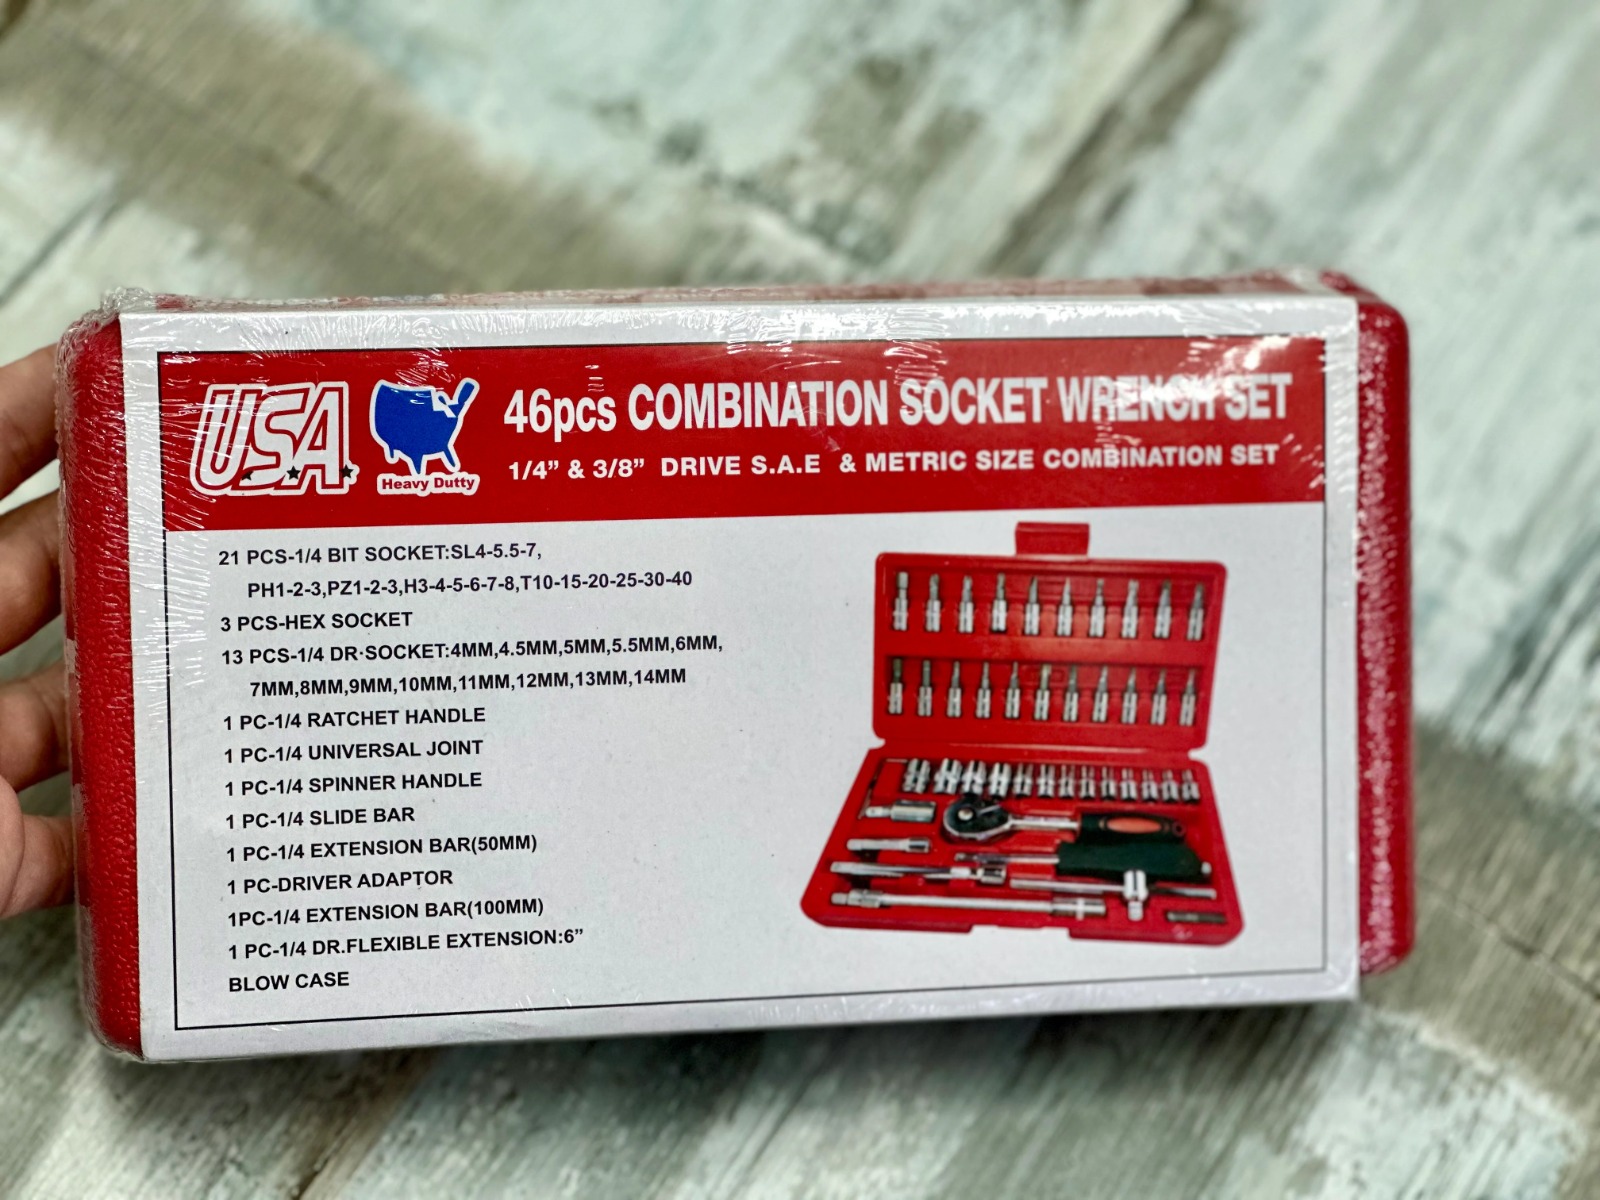 USA
Heavy Dutty
46pcs COMBINATION SOCKET WRENCH SET
1/4” & 3/8” DRIVE S.A.E & METRIC SIZE COMBINATION SET
21 PCS-1/4 BIT SOCKET:SL4-5.5-7,
PH1-2-3,PZ1-2-3,H3-4-5-6-7-8,T10-15-20-25-30-40
3 PCS-HEX SOCKET
13 PCS-1/4 DR·SOCKET:4MM,4.5MM,5MM,5.5MM,6MM,
7MM,8MM,9MM,10MM,11MM,12MM,13MM,14MM
1 PC-1/4 RATCHET HANDLE
1 PC-1/4 UNIVERSAL JOINT
1 PC-1/4 SPINNER HANDLE
1 PC-1/4 SLIDE BAR
1 PC-1/4 EXTENSION BAR(50MM)
1 PC-DRIVER ADAPTOR
1PC-1/4 EXTENSION BAR(100MM)
1 PC-1/4 DR.FLEXIBLE EXTENSION:6”
BLOW CASE